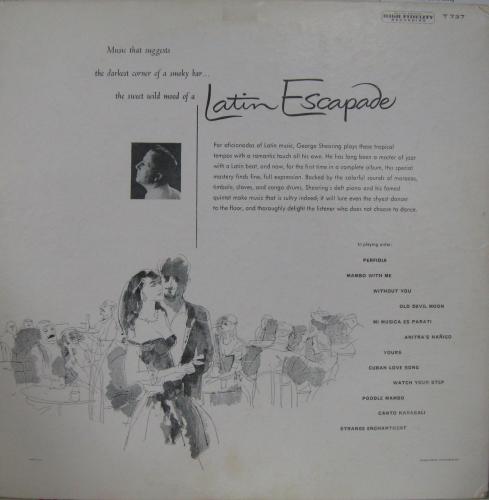 HIGH FIDELITY
RECORDING
T 737
Music that suggests
the darkest corner of a smoky bar...
the sweet wild mood of a
Latin Escapade
For aficionados of Latin music, George Shearing plays these tropical
tempos with a romantic touch all his own. He has long been a master of jazz
with a Latin beat, and now, for the first time in a complete album, this special
mastery finds fine, full expression. Backed by the colorful sounds of maracas,
timbale, claves, and conga drums, Shearing's deft piano and his famed
quintet make music that is sultry indeed; it will lure even the shyest dancer
to the floor, and thoroughly delight the listener who does not choose to dance.
In playing order:
PERFIDIA
MAMBO WITH ME
WITHOUT YOU
OLD DEVIL MOON
MI MUSICA ES PARATI
ANITRA'S NAÑIGO
YOURS
CUBAN LOVE SONG
WATCH YOUR STEP
POODLE MAMBO
CANTO KARABALI
STRANGE ENCHANTMENT